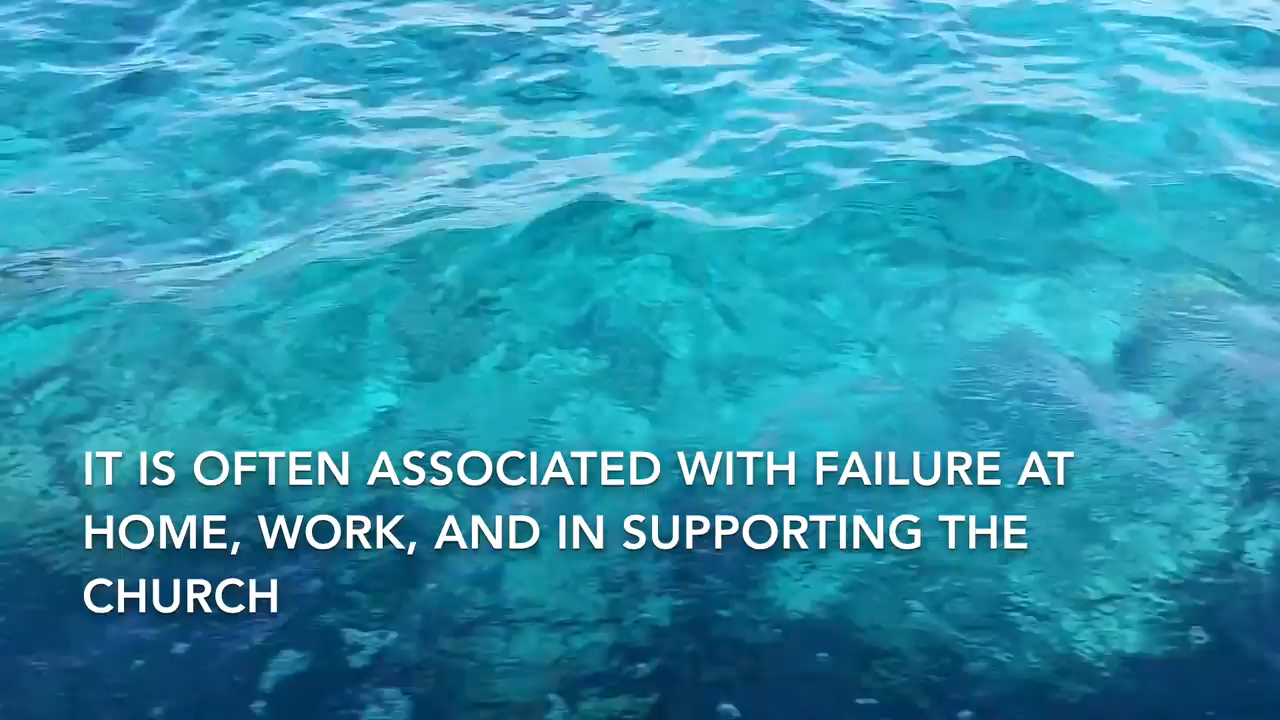 IT IS OFTEN ASSOCIATED WITH FAILURE AT
HOME, WORK, AND IN SUPPORTING THE
CHURCH